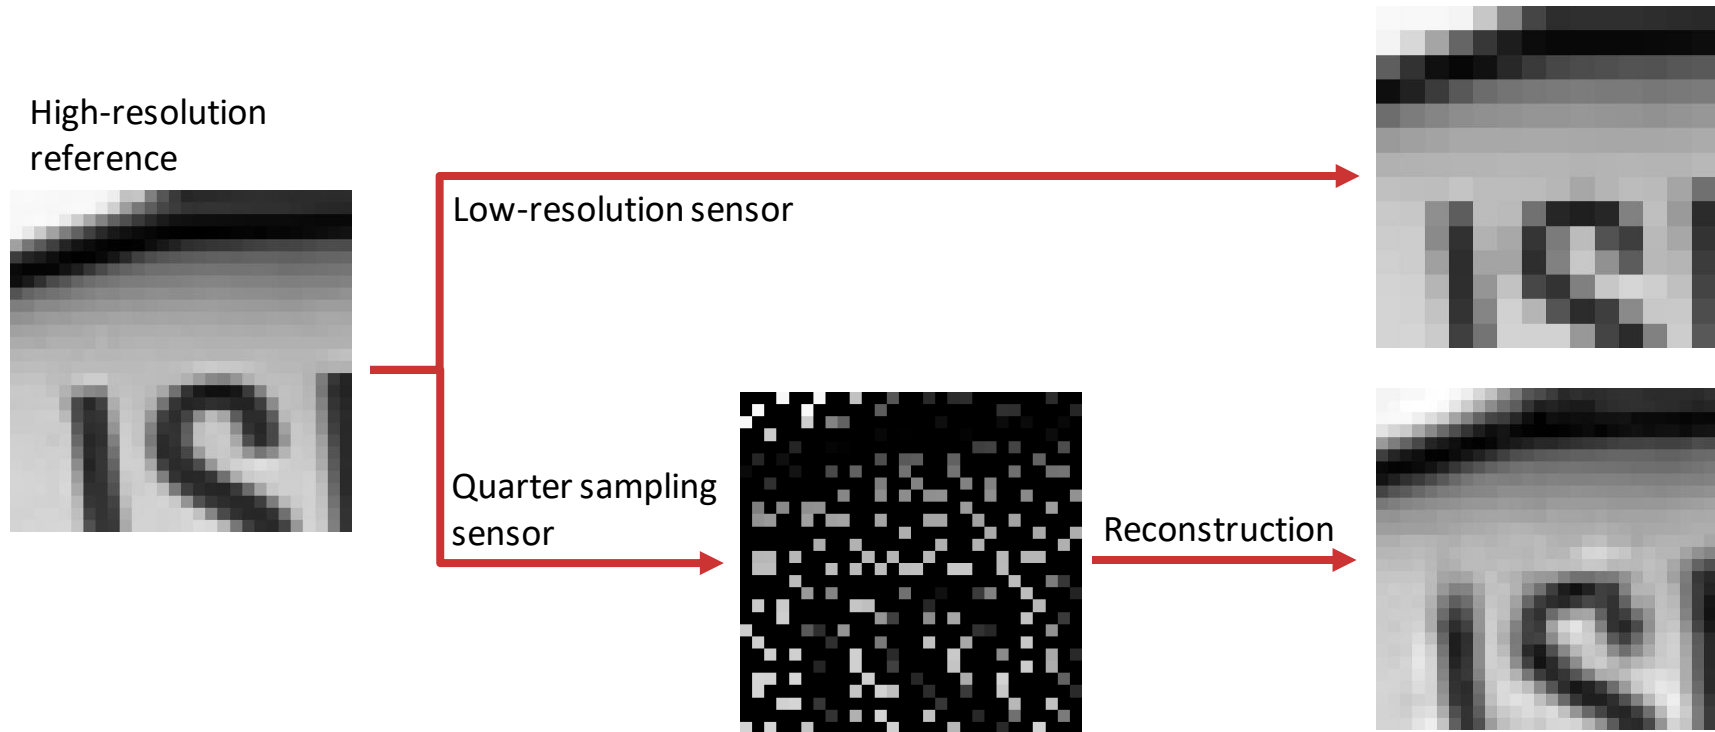 High-resolution
reference
Low-resolution sensor
Quarter sampling
sensor
Reconstruction